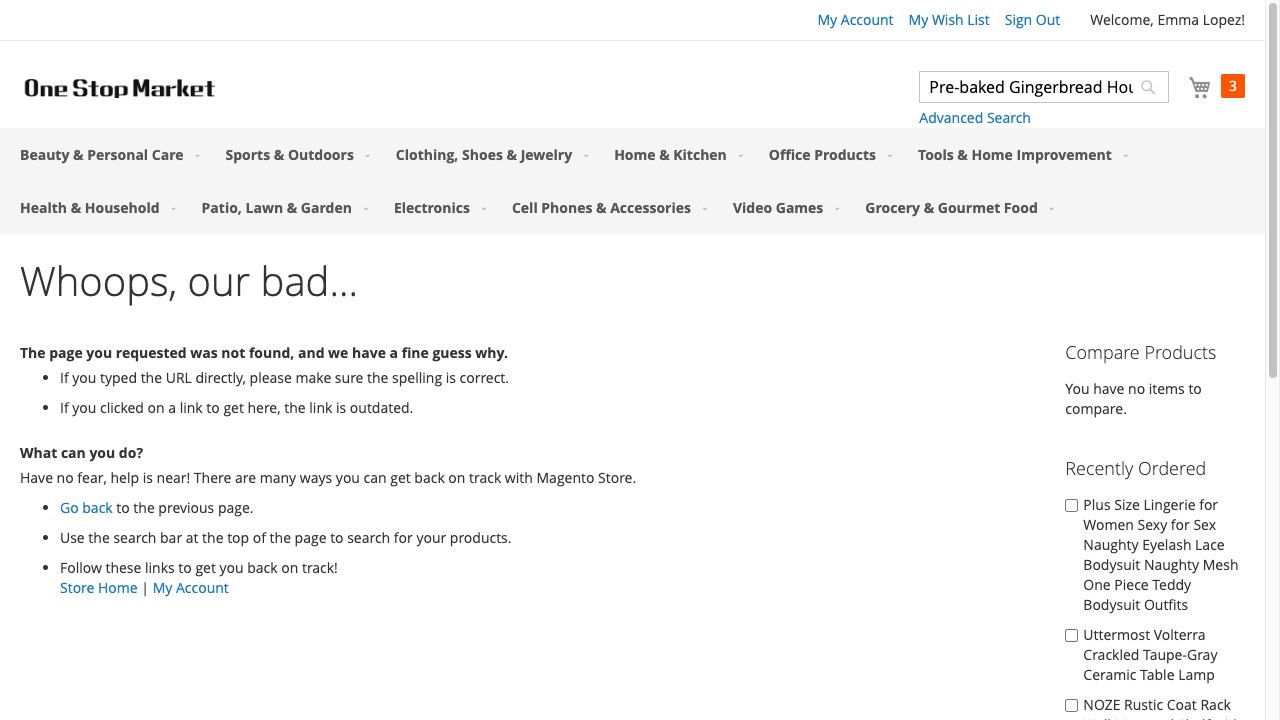 My Account My Wish List Sign Out Welcome, Emma Lopez!
One Stop Market
Pre-baked Gingerbread Hou
3
Advanced Search
Beauty & Personal Care Sports & Outdoors Clothing, Shoes & Jewelry Home & Kitchen Office Products Tools & Home Improvement
Health & Household Patio, Lawn & Garden Electronics Cell Phones & Accessories Video Games Grocery & Gourmet Food
Whoops, our bad...
The page you requested was not found, and we have a fine guess why.
If you typed the URL directly, please make sure the spelling is correct.
If you clicked on a link to get here, the link is outdated.
What can you do?
Have no fear, help is near! There are many ways you can get back on track with Magento Store.
Go back to the previous page.
Use the search bar at the top of the page to search for your products.
Follow these links to get you back on track!
Store Home | My Account
Compare Products
You have no items to
compare.
Recently Ordered
Plus Size Lingerie for
Women Sexy for Sex
Naughty Eyelash Lace
Bodysuit Naughty Mesh
One Piece Teddy
Bodysuit Outfits
Uttermost Volterra
Crackled Taupe-Gray
Ceramic Table Lamp
NOZE Rustic Coat Rack